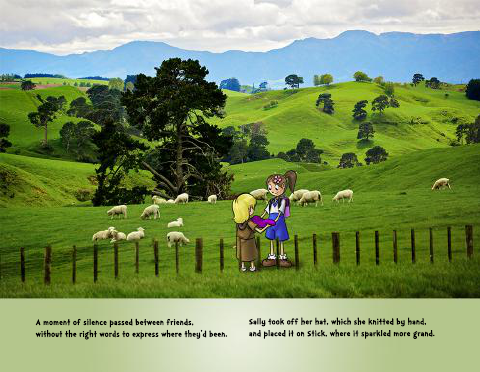 A moment of silence passed between friends,
without the right words to express where they'd been.
Sally took off her hat, which she knitted by hand,
and placed it on Stick, where it sparkled more grand.